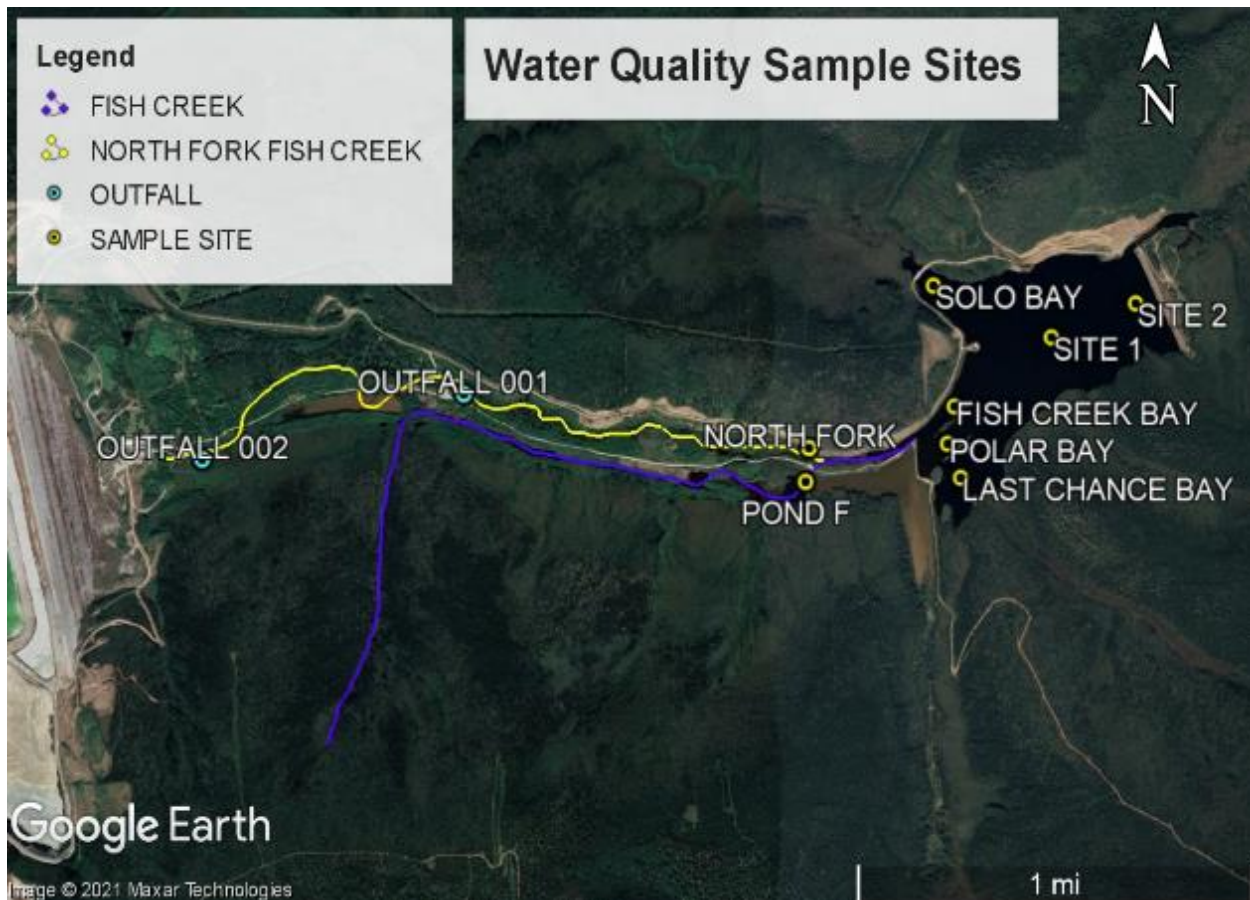 Legend
FISH CREEK
NORTH FORK FISH CREEK
OUTFALL
SAMPLE SITE
Water Quality Sample Sites
N
SOLO BAY
SITE 2
SITE 1
OUTFALL 001
FISH CREEK BAY
NORTH FORK
OUTFALL 002
POLAR BAY
LAST CHANCE BAY
POND F
Google Earth
1 mi
Image © 2021 Maxar Technologies